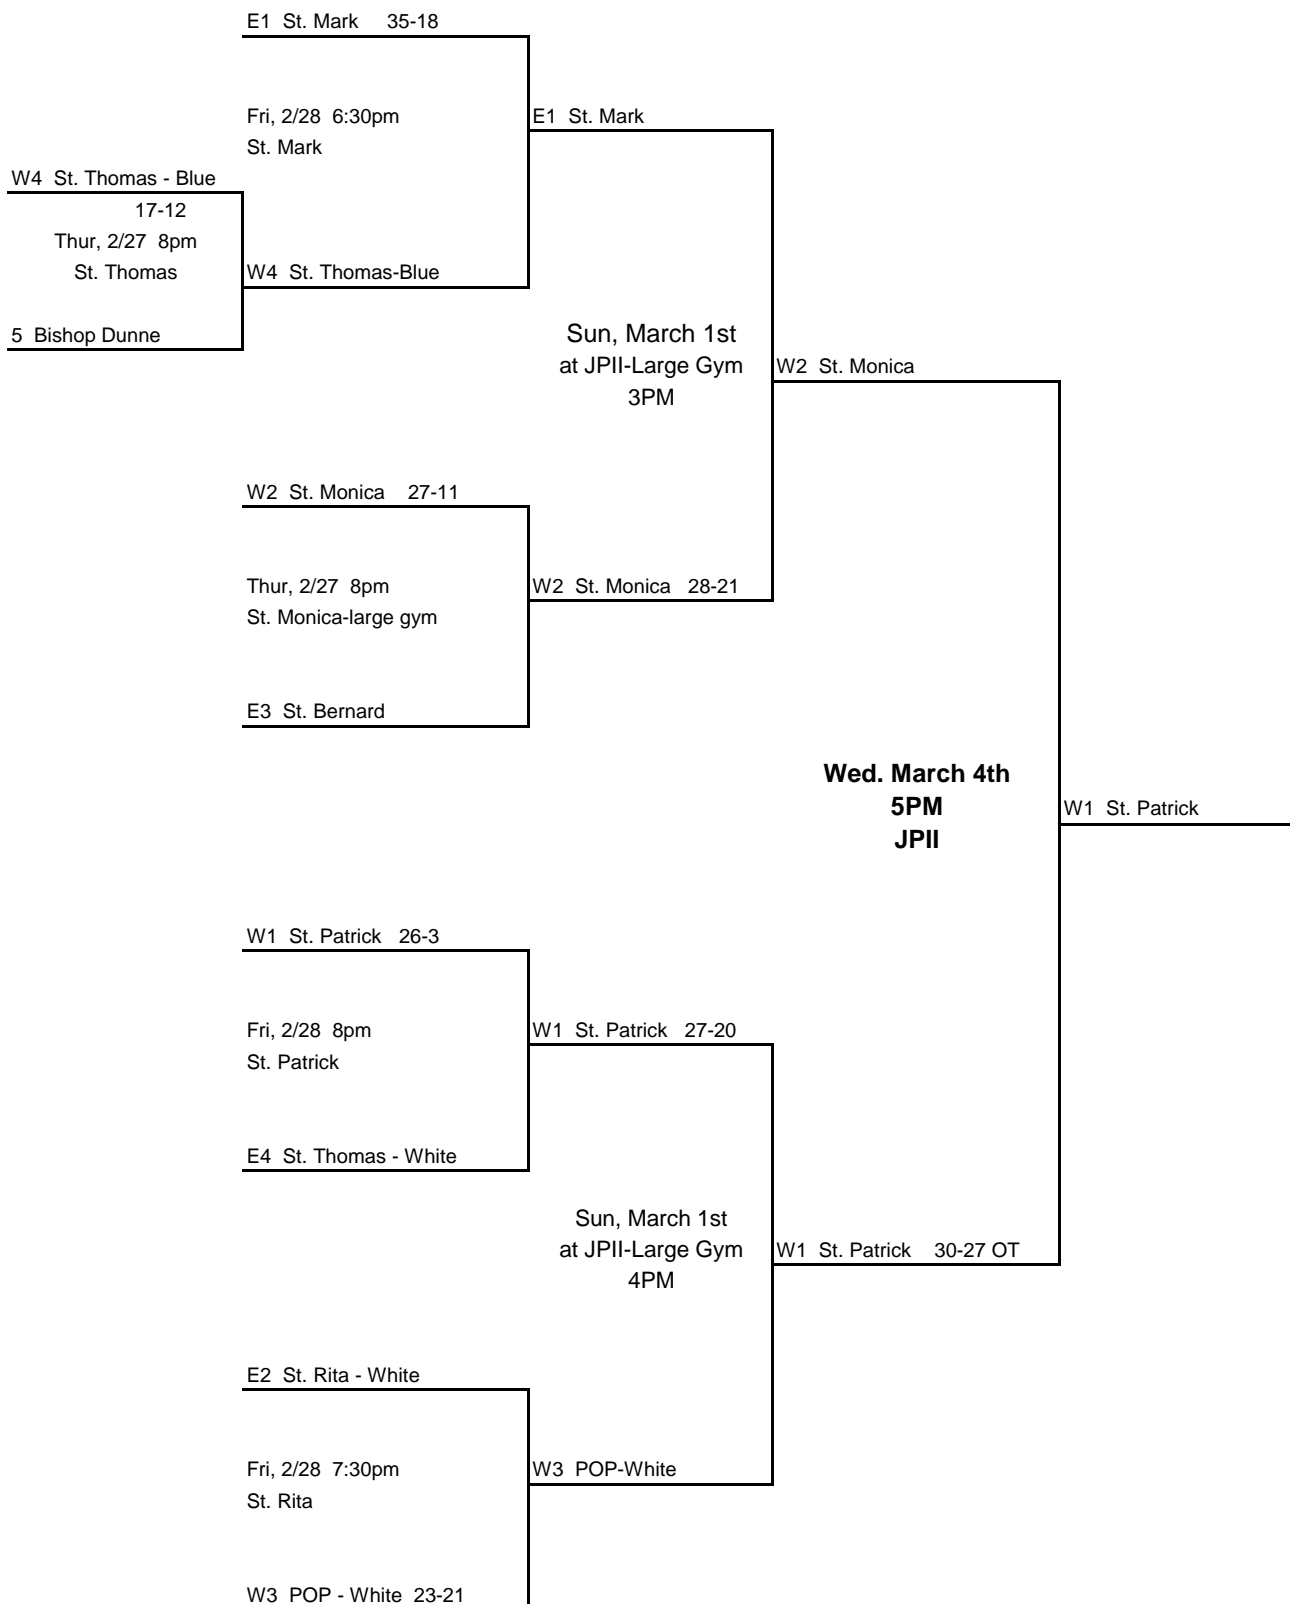 E1  St. Mark     35-18
Fri, 2/28  6:30pm
St. Mark
E1  St. Mark
W4  St. Thomas - Blue
17-12
Thur, 2/27  8pm
St. Thomas
W4  St. Thomas-Blue
5  Bishop Dunne
Sun, March 1st
at JPII-Large Gym
3PM
W2  St. Monica
W2  St. Monica    27-11
Thur, 2/27  8pm
St. Monica-large gym
W2  St. Monica   28-21
E3  St. Bernard
Wed. March 4th
5PM
JPII
W1  St. Patrick
W1  St. Patrick   26-3
Fri, 2/28  8pm
St. Patrick
W1  St. Patrick   27-20
E4  St. Thomas - White
Sun, March 1st
at JPII-Large Gym
4PM
W1  St. Patrick    30-27 OT
E2  St. Rita - White
Fri, 2/28  7:30pm
St. Rita
W3  POP-White
W3  POP - White  23-21